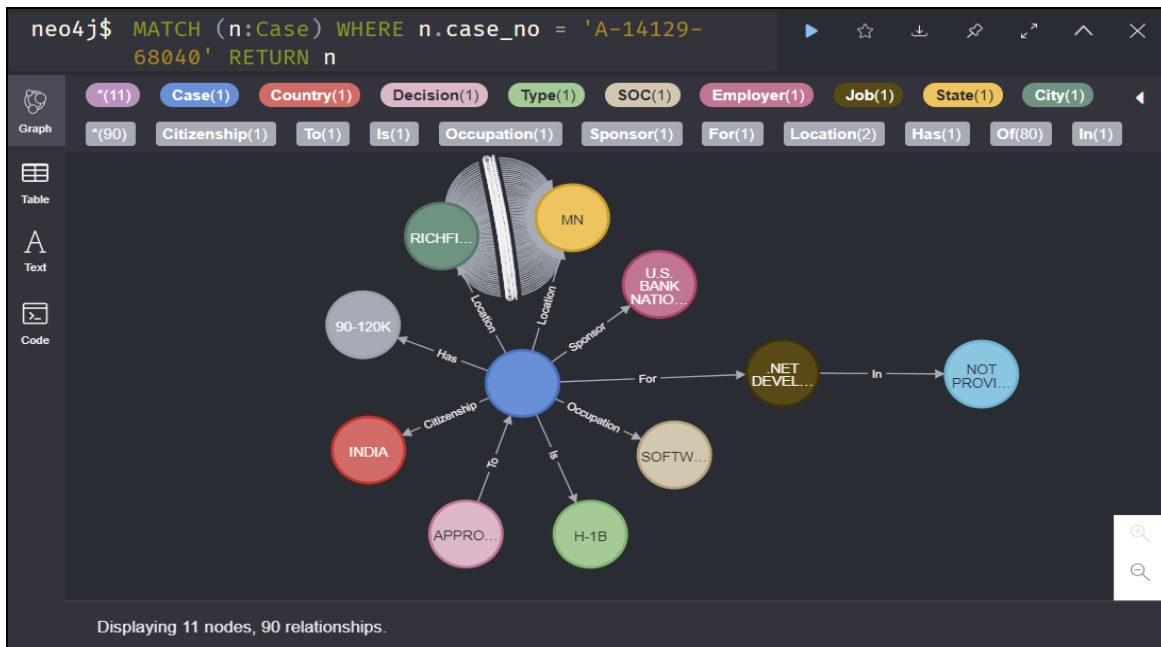 neo4j$ MATCH (n:Case) WHERE n.case_no = 'A-14129-
68040' RETURN n
*(11) Case(1) Country(1) Decision(1) Type(1) SOC(1) Employer(1) Job(1) State(1) City(1)
*(90) Citizenship(1) To(1) Is(1) Occupation(1) Sponsor(1) For(1) Location(2) Has(1) Of(80) In(1)
Graph
Table
Text
Code
RICHFI...
MN
U.S.
BANK
NATIO...
Location
Location
Sponsor
90-120K
Has
For
.NET
DEVEL...
In
NOT
PROVI...
Citizenship
Occupation
INDIA
To
Is
SOFTW...
APPRO...
H-1B
Displaying 11 nodes, 90 relationships.